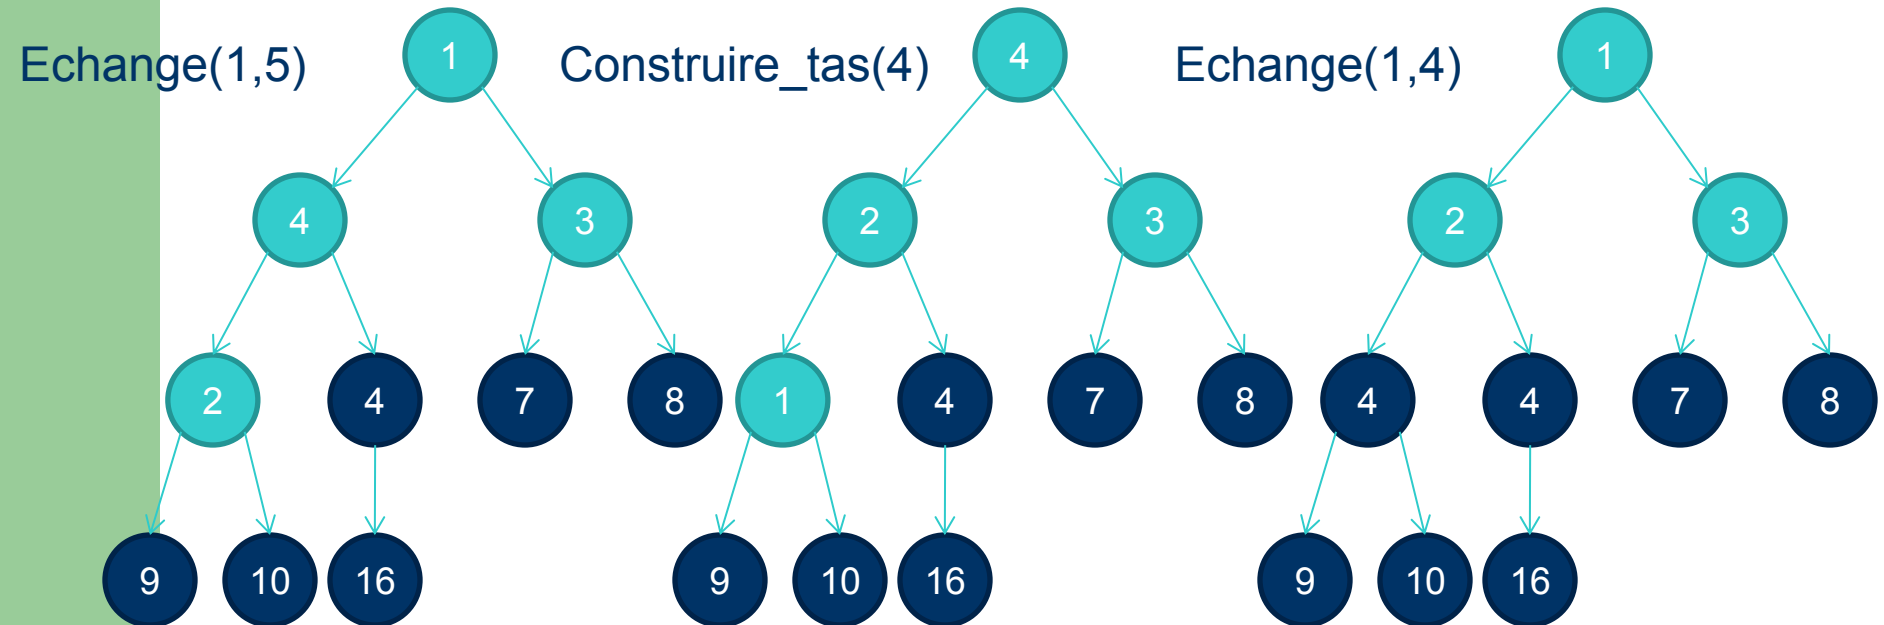 Echange(1,5) 1 Construire_tas(4) 4 Echange(1,4) 1
4 3 2 3 2 3
2 4 7 8 1 4 7 8 4 4 7 8
9 10 16 9 10 16 9 10 16